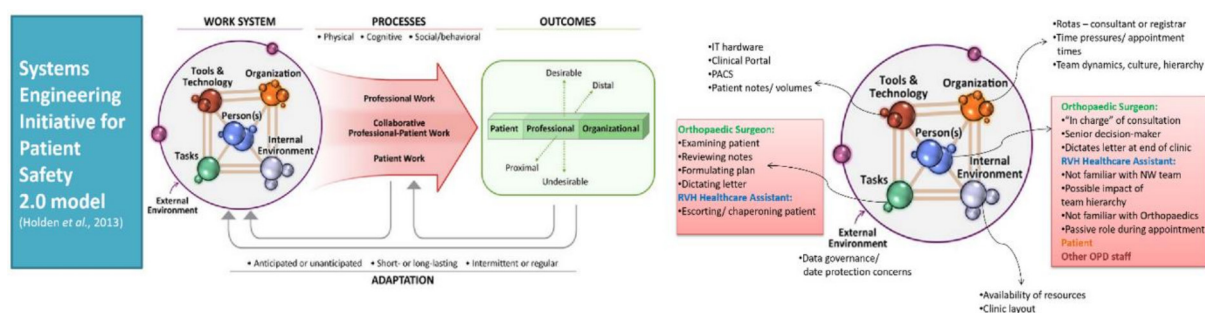 Systems
Engineering
Initiative for
Patient
Safety
2.0 model
(Holden et al., 2013)
WORK SYSTEM
PROCESSES
• Physical • Cognitive • Social/behavioral
OUTCOMES
Tools &
Technology
Organization
Person(s)
Internal
Environment
Tasks
External
Environment
Professional Work
Collaborative
Professional-Patient Work
Patient Work
Desirable
Distal
Patient
Professional
Organizational
Proximal
Undesirable
• Anticipated or unanticipated • Short- or long-lasting • Intermittent or regular
ADAPTATION
•IT hardware
•Clinical Portal
•PACS
•Patient notes/ volumes
•Rotas – consultant or registrar
•Time pressures/ appointment
times
•Team dynamics, culture, hierarchy
Tools &
Technology
Organization
Person(s)
Internal
Environment
Tasks
External
Environment
Orthopaedic Surgeon:
•Examining patient
•Reviewing notes
•Formulating plan
•Dictating letter
RVH Healthcare Assistant:
•Escorting/ chaperoning patient
Orthopaedic Surgeon:
•"In charge" of consultation
•Senior decision-maker
•Dictates letter at end of clinic
RVH Healthcare Assistant:
•Not familiar with NW team
•Possible impact of
team hierarchy
•Not familiar with Orthopaedics
•Passive role during appointment
Patient
Other OPD staff
•Data governance/
date protection concerns
•Availability of resources
•Clinic layout